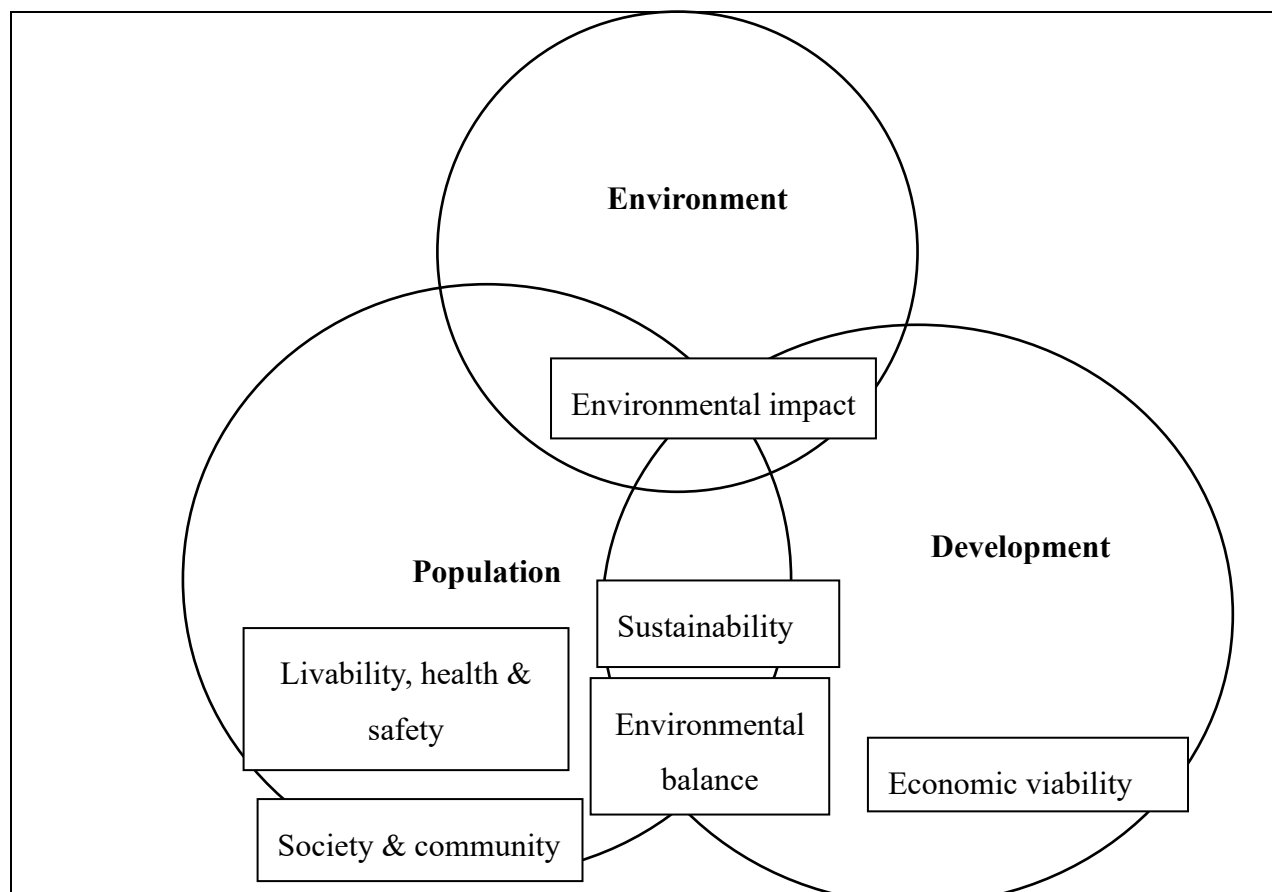 Environment
Environmental impact
Development
Population
Sustainability
Livability, health &
safety
Environmental
balance
Economic viability
Society & community